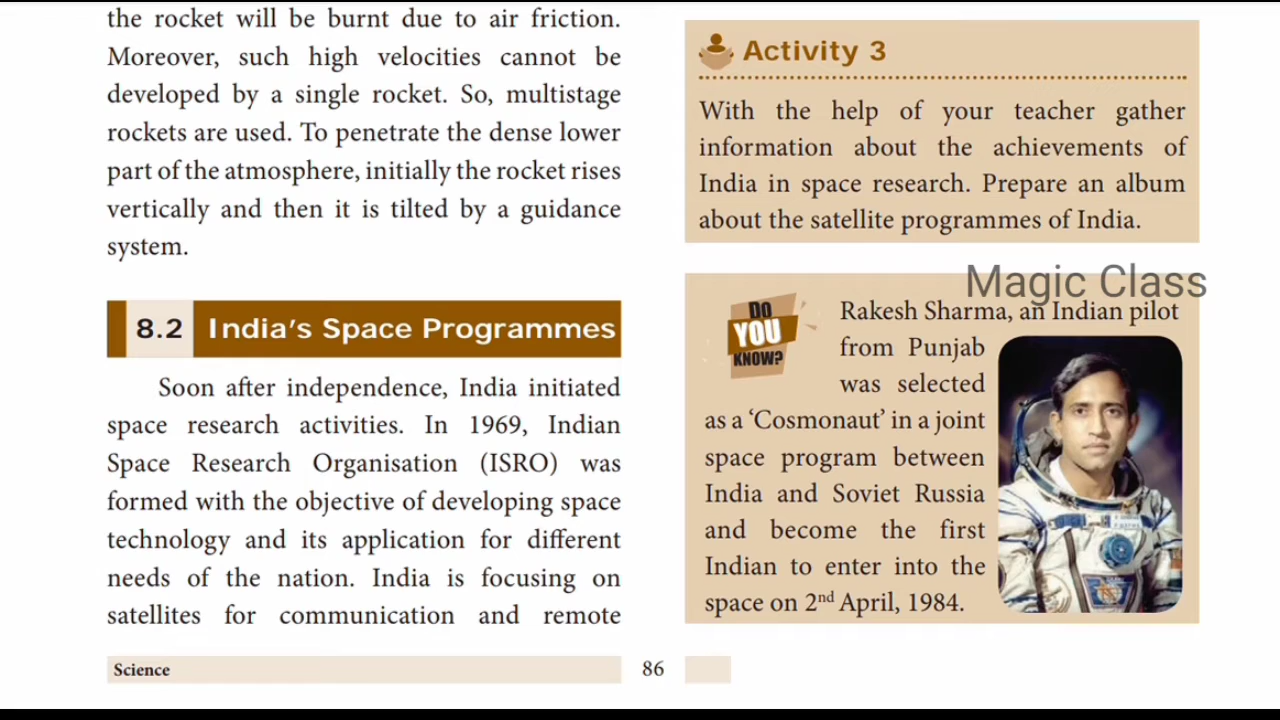 the rocket will be burnt due to air friction.
Moreover, such high velocities cannot be
developed by a single rocket. So, multistage
rockets are used. To penetrate the dense lower
part of the atmosphere, initially the rocket rises
vertically and then it is tilted by a guidance
system.
8.2 India's Space Programmes
Soon after independence, India initiated
space research activities. In 1969, Indian
Space Research Organisation (ISRO) was
formed with the objective of developing space
technology and its application for different
needs of the nation. India is focusing on
satellites for communication and remote
Activity 3
With the help of your teacher gather
information about the achievements of
India in space research. Prepare an album
about the satellite programmes of India.
Magic Class
DO
YOU
KNOW?
Rakesh Sharma, an Indian pilot
from Punjab
was selected
as a ‘Cosmonaut’ in a joint
space program between
India and Soviet Russia
and become the first
Indian to enter into the
space on 2nd April, 1984.
Science
86